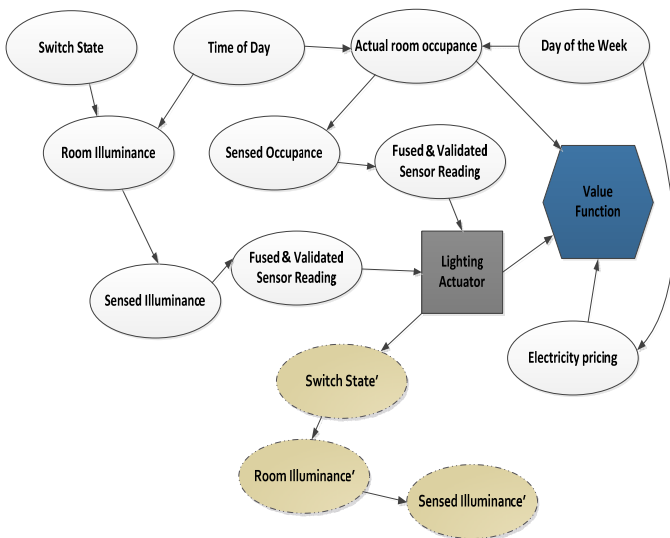 Switch State
Time of Day
Actual room occupance
Day of the Week
Room Illuminance
Sensed Occupance
Fused & Validated
Sensor Reading
Value
Function
Fused & Validated
Sensor Reading
Lighting
Actuator
Sensed Illuminance
Electricity pricing
Switch State’
Room Illuminance’
Sensed Illuminance’